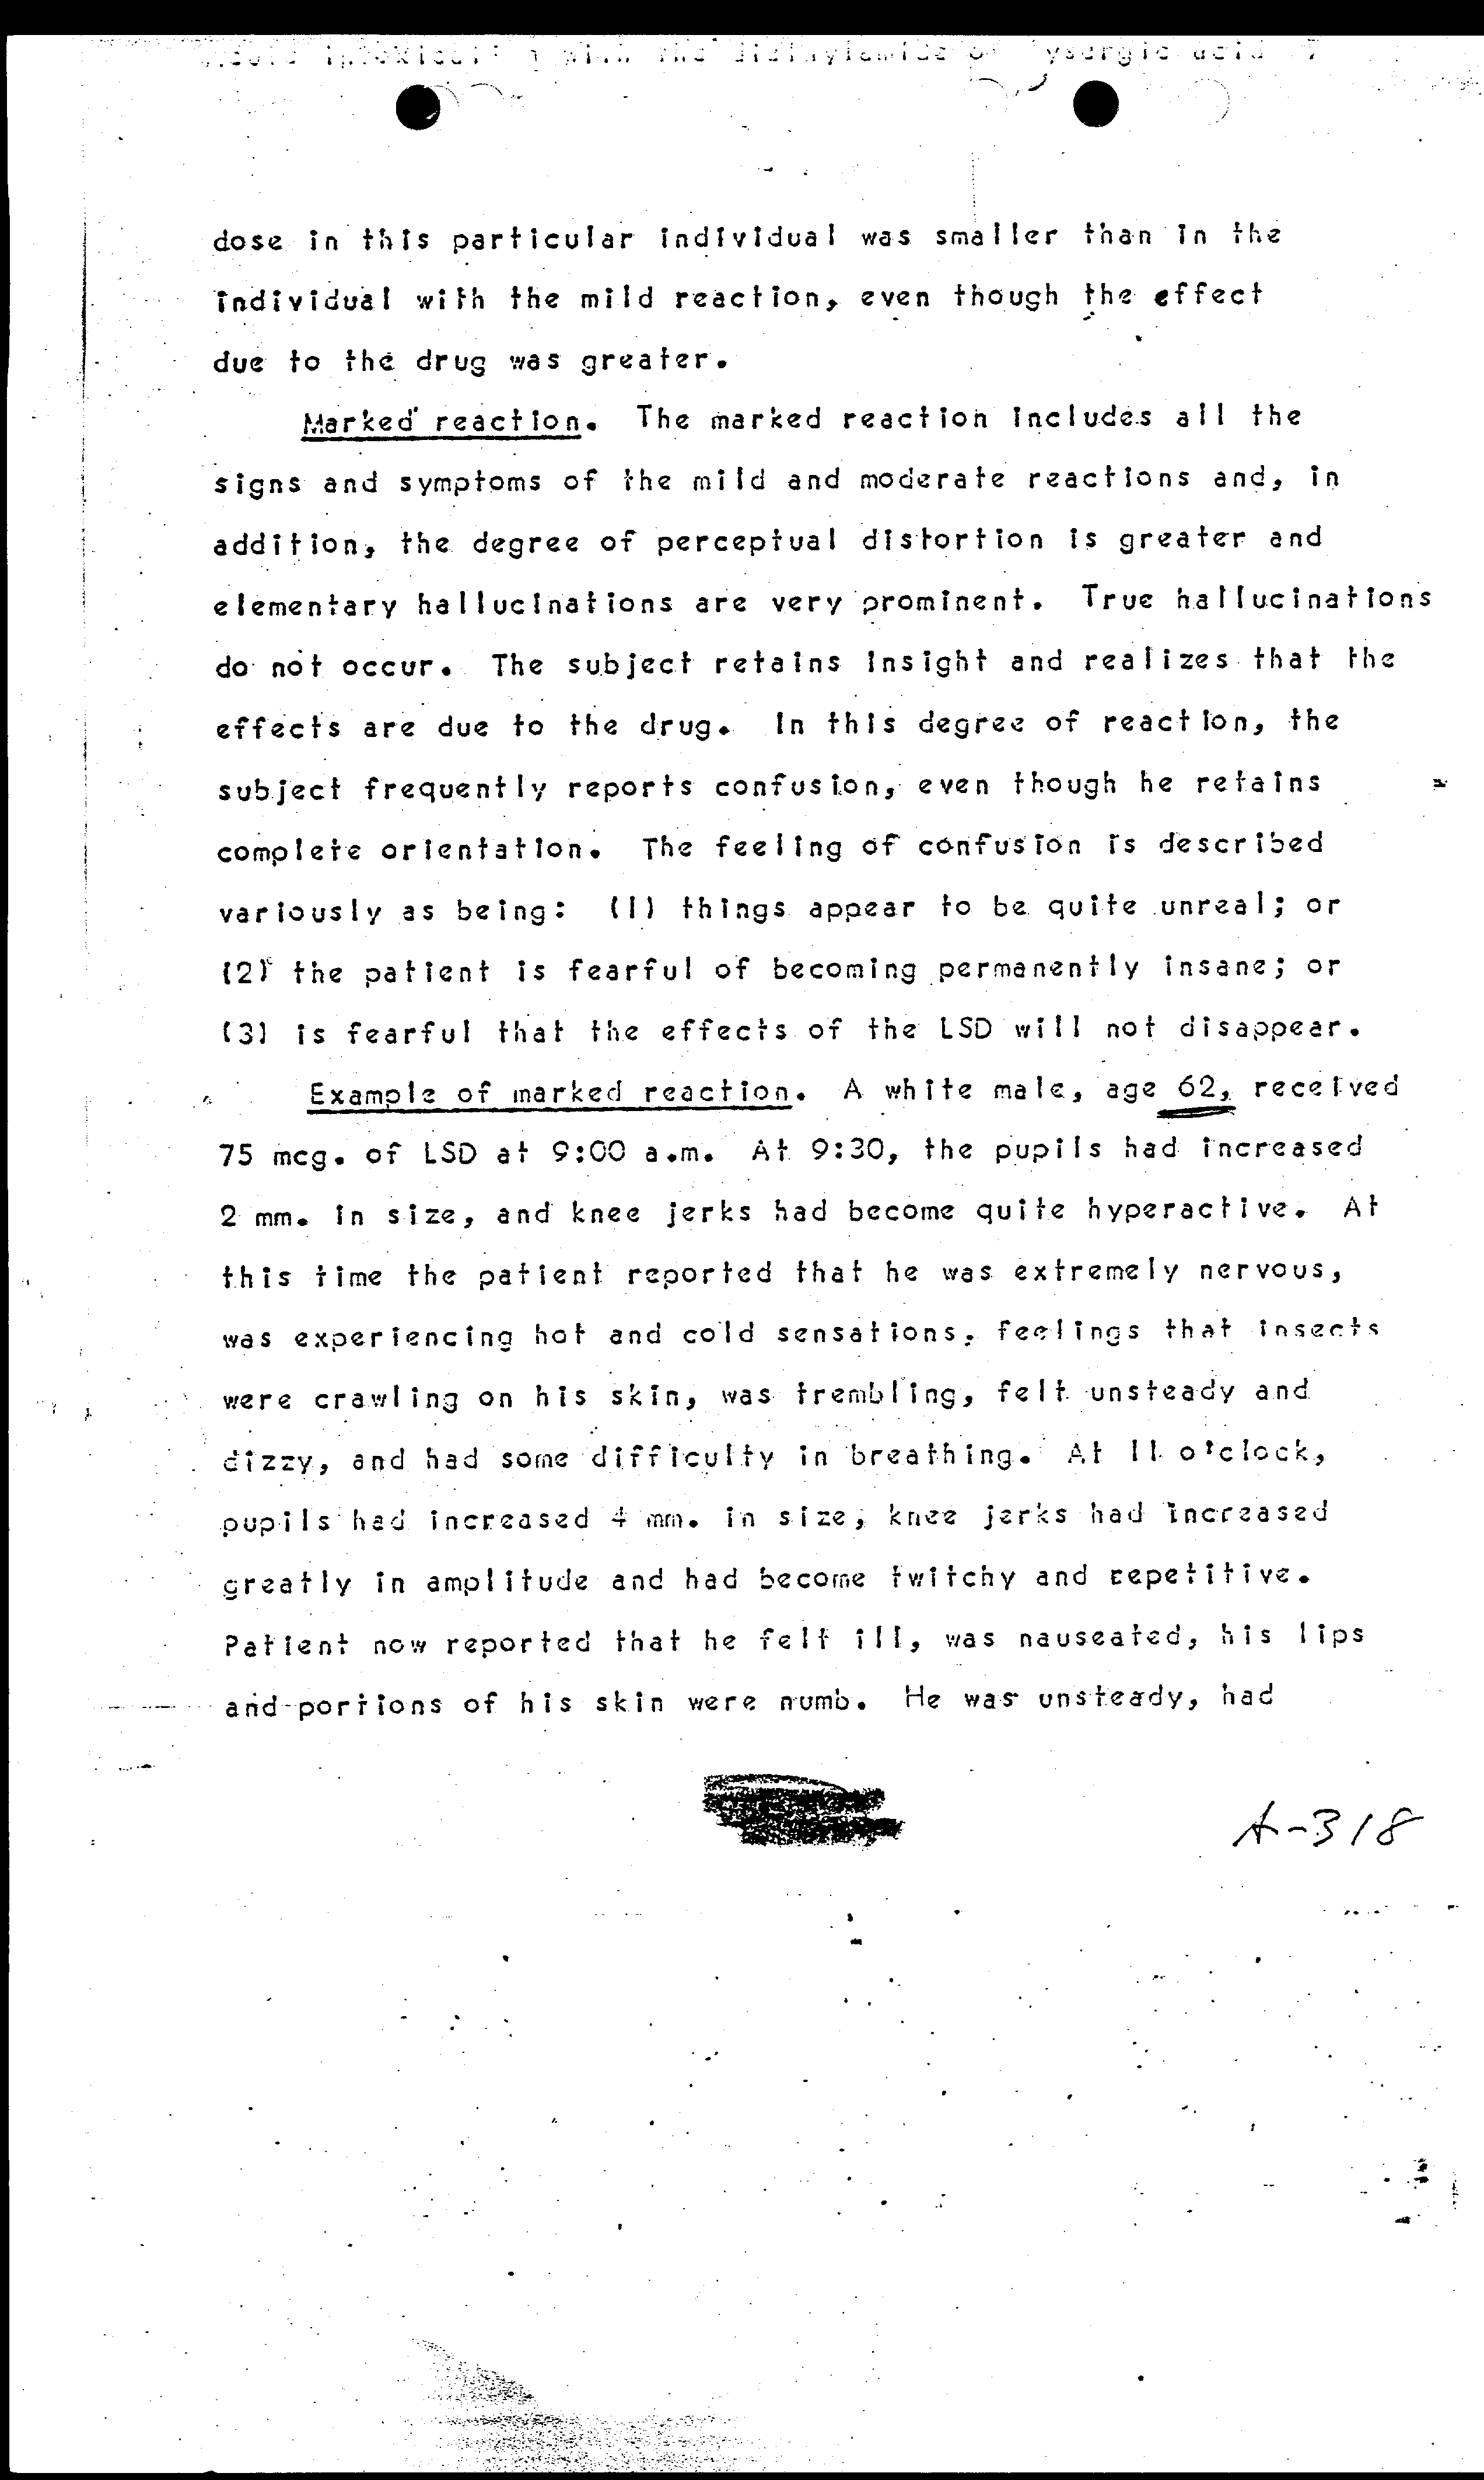 with the diethylamide of lysergic acid 7
dose in this particular individual was smaller than in the
individual with the mild reaction, even though the effect
due to the drug was greater.
Marked reaction. The marked reaction includes all the
signs and symptoms of the mild and moderate reactions and, in
addition, the degree of perceptual distortion is greater and
elementary hallucinations are very prominent. True hallucinations
do not occur. The subject retains insight and realizes that the
effects are due to the drug. In this degree of reaction, the
subject frequently reports confusion, even though he retains
complete orientation. The feeling of confusion is described
variously as being: (1) things appear to be quite unreal; or
(2) the patient is fearful of becoming permanently insane; or
(3) is fearful that the effects of the LSD will not disappear.
Example of marked reaction. A white male, age 62, received
75 mcg. of LSD at 9:00 a.m. At 9:30, the pupils had increased
2 mm. in size, and knee jerks had become quite hyperactive. At
this time the patient reported that he was extremely nervous,
was experiencing hot and cold sensations, feelings that insects
were crawling on his skin, was trembling, felt unsteady and
dizzy, and had some difficulty in breathing. At 11 o'clock,
pupils had increased 4 mm. in size, knee jerks had increased
greatly in amplitude and had become twitchy and repetitive.
Patient now reported that he felt ill, was nauseated, his lips
and portions of his skin were numb. He was unsteady, had
A-318